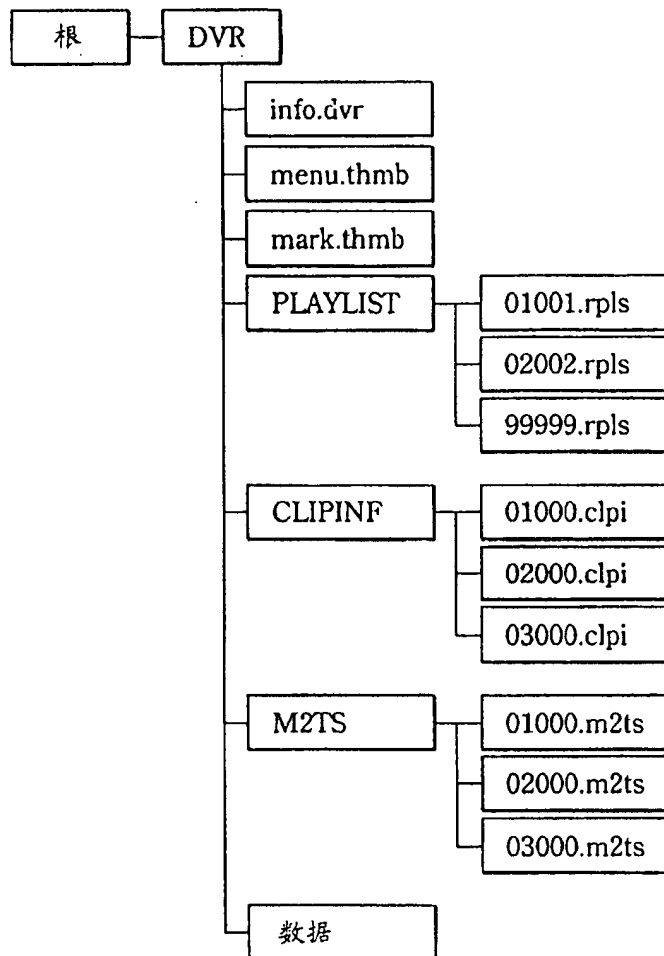 根
DVR
info.dvr
menu.thmb
mark.thmb
PLAYLIST
01001.rpls
02002.rpls
99999.rpls
CLIPINF
01000.clpi
02000.clpi
03000.clpi
M2TS
01000.m2ts
02000.m2ts
03000.m2ts
数据